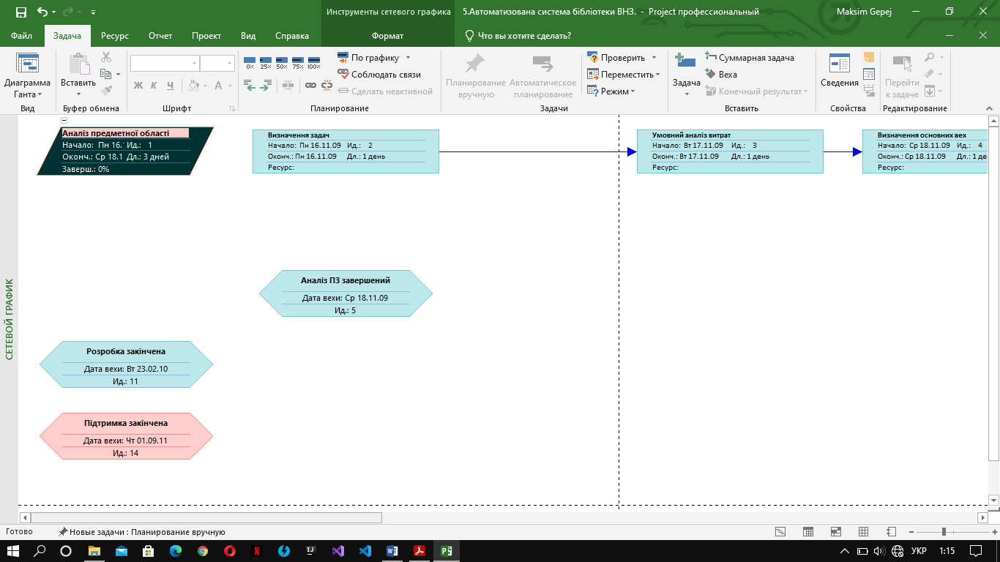 Инструменты сетевого графика
5.Автоматизована система бібліотеки ВНЗ. - Project профессиональный
Maksim Gepej
Файл Задача Ресурс Отчет Проект Вид Справка Формат Что вы хотите сделать?
Диаграмма Ганта
Вид
Вставить
Буфер обмена
Ж К Ч А
Шрифт
0% 25% 50% 75% 100%
По графику
Соблюдать связи
Сделать неактивной
Планирование
Планирование вручную
Автоматическое планирование
Проверить
Переместить
Режим
Задачи
Задача
Суммарная задача
Веха
Конечный результат
Вставить
Сведения
Свойства
Перейти к задаче
Редактирование
СЕТЕВОЙ ГРАФИК
Аналіз предметної області
Начало: Пн 16. Ид.: 1
Оконч.: Ср 18.1 Дл.: 3 дней
Заверш.: 0%
Визначення задач
Начало: Пн 16.11.09 Ид.: 2
Оконч.: Пн 16.11.09 Дл.: 1 день
Ресурс:
Умовний аналіз витрат
Начало: Вт 17.11.09 Ид.: 3
Оконч.: Вт 17.11.09 Дл.: 1 день
Ресурс:
Визначення основних вех
Начало: Ср 18.11.09 Ид.: 4
Оконч.: Ср 18.11.09 Дл.: 1 де
Ресурс:
Аналіз ПЗ завершений
Дата вехи: Ср 18.11.09
Ид.: 5
Розробка закінчена
Дата вехи: Вт 23.02.10
Ид.: 11
Підтримка закінчена
Дата вехи: Чт 01.09.11
Ид.: 14
Готово
Новые задачи : Планирование вручную
УКР
1:15